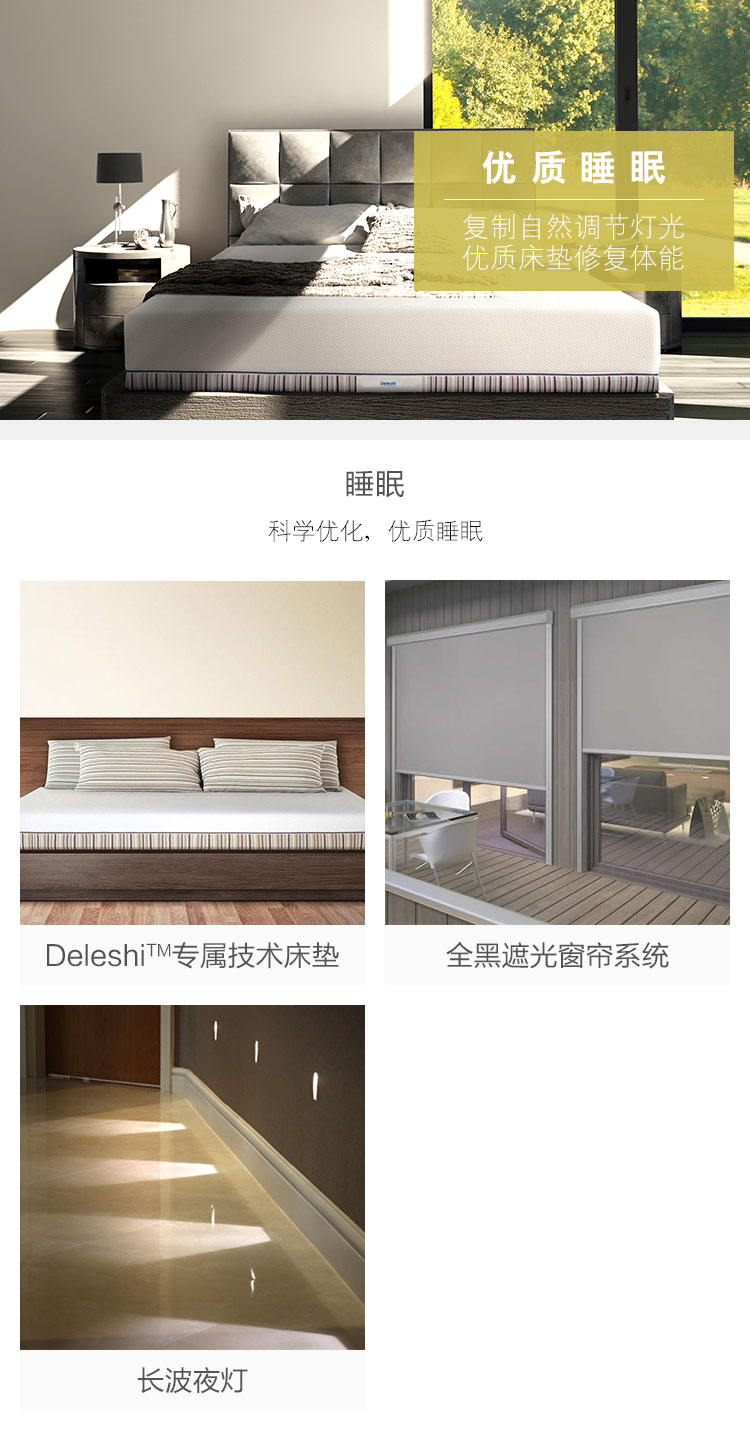 优质睡眠
复制自然调节灯光
优质床垫修复体能
Deleshi
睡眠
科学优化，优质睡眠
Deleshi™专属技术床垫
全黑遮光窗帘系统
长波夜灯